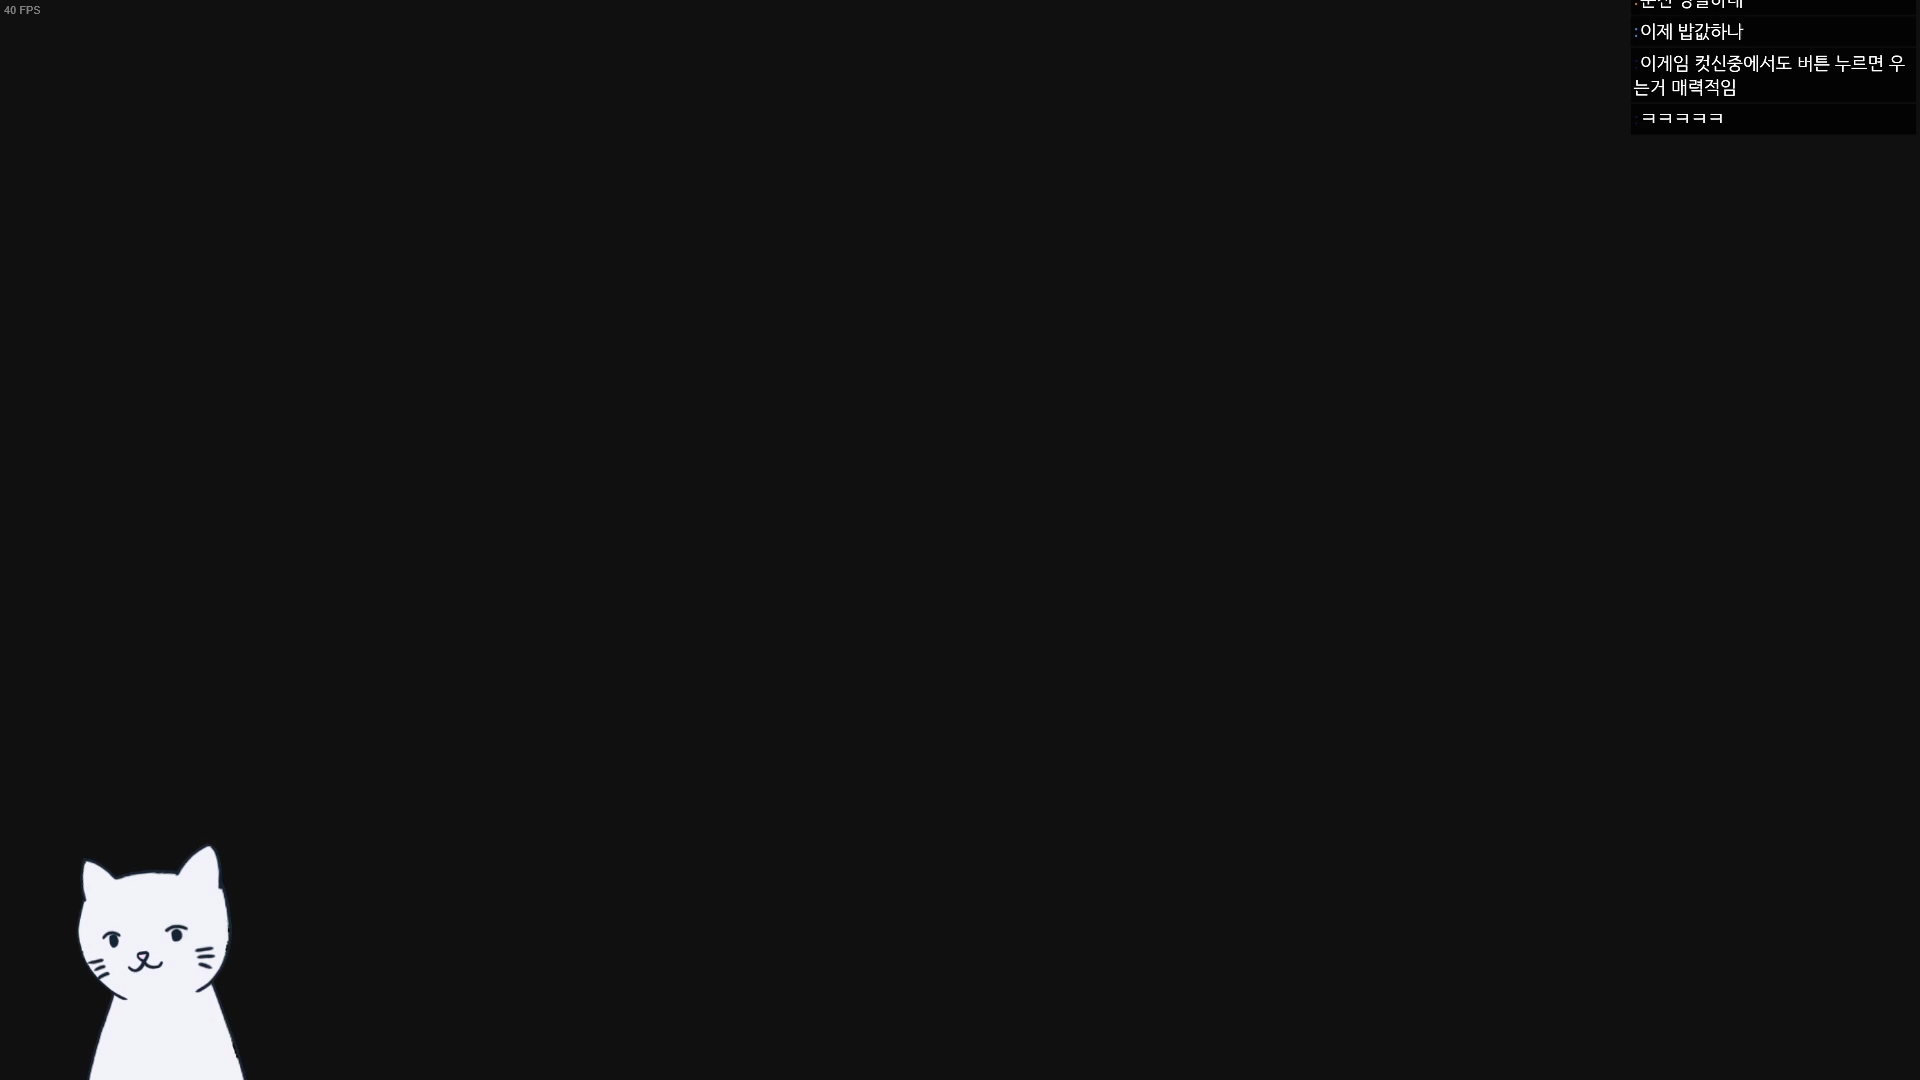 40 FPS
:이제 밥값하나
이게임 컷신중에서도 버튼 누르면 우
는거 매력적임
ㅋㅋㅋㅋㅋ